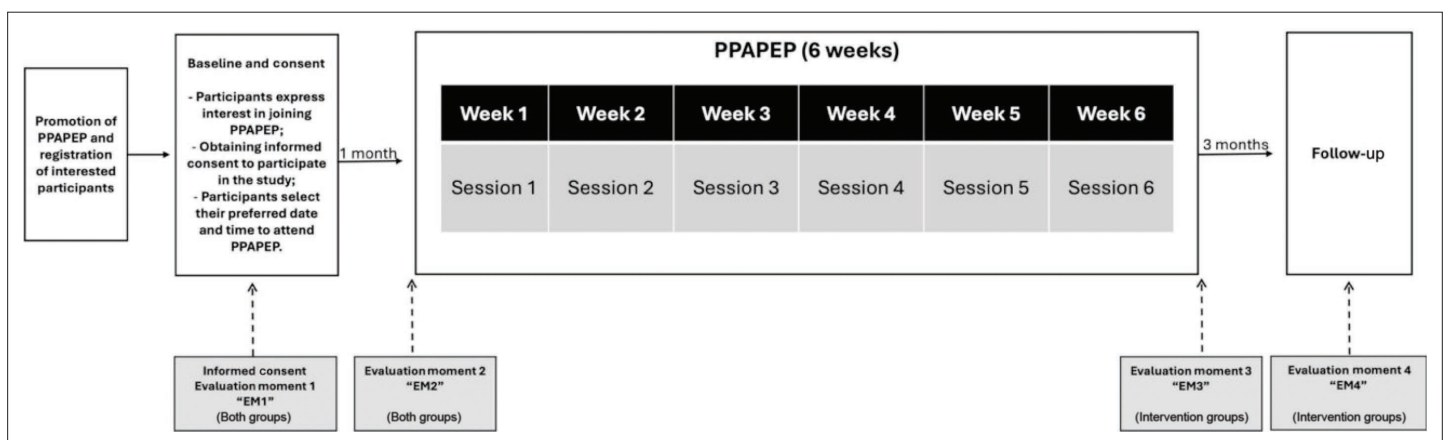 Promotion of
PPAPEP and
registration
of interested
participants
Baseline and consent
- Participants express
interest in joining
PPAPEP;
- Obtaining informed
consent to participate
in the study;
- Participants select
their preferred date
and time to attend
PPAPEP.
1 month
PPAPEP (6 weeks)
Week 1 Week 2 Week 3 Week 4 Week 5 Week 6
Session 1 Session 2 Session 3 Session 4 Session 5 Session 6
3 months
Follow-up
Informed consent
Evaluation moment 1
“EM1”
(Both groups)
Evaluation moment 2
“EM2”
(Both groups)
Evaluation moment 3
“EM3”
(Intervention groups)
Evaluation moment 4
“EM4”
(Intervention groups)